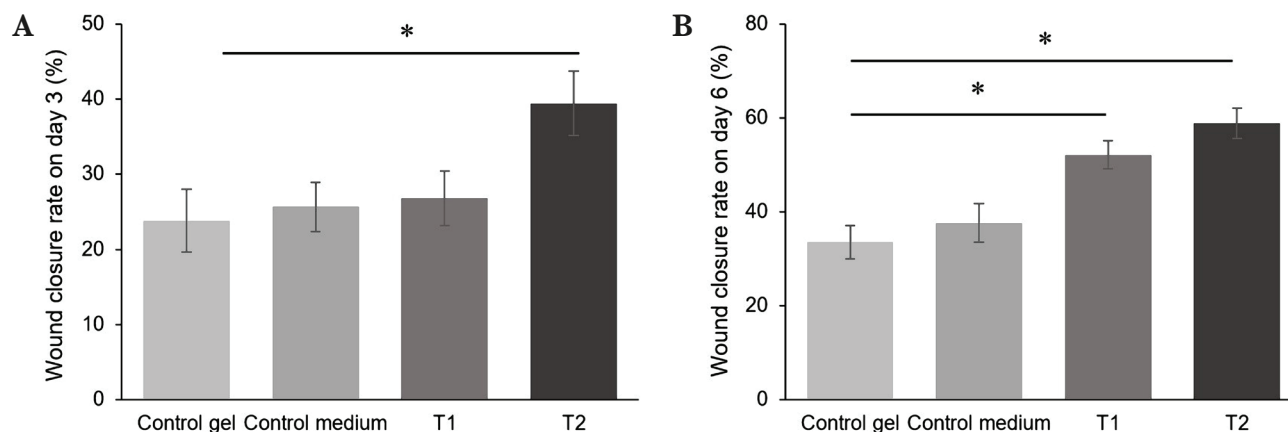 A
Wound closure rate on day 3 (%)
50
40
30
20
10
0
*
Control gel Control medium T1 T2
B
Wound closure rate on day 6 (%)
80
60
40
20
0
*
*
Control gel Control medium T1 T2